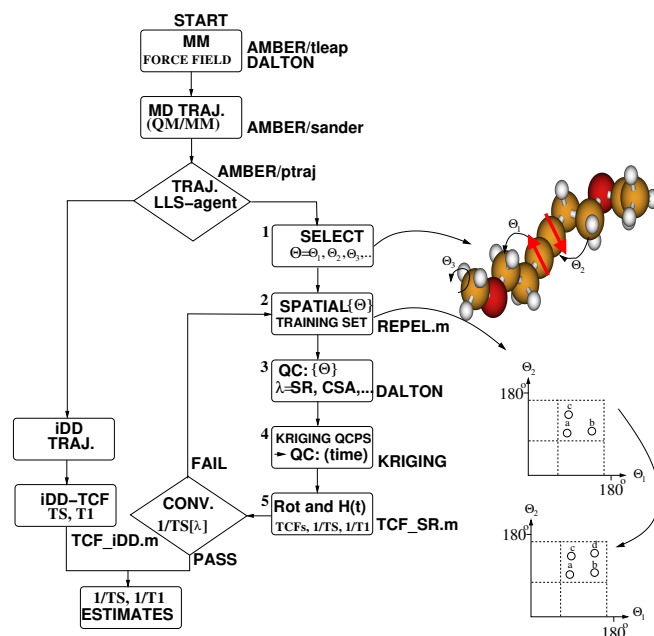 START
MM
FORCE FIELD
AMBER/tleap
DALTON
MD TRAJ.
(QM/MM)
AMBER/sander
AMBER/ptraj
TRAJ.
LLS-agent
1
SELECT
Θ=Θ₁, Θ₂, Θ₃,..
Θ₁
Θ₂
Θ₃
2
SPATIAL{Θ}
TRAINING SET
REPEL.m
3
QC: {Θ}
λ=SR, CSA,...
DALTON
4
KRIGING QCPS
QC: (time)
KRIGING
5
Rot and H(t)
TCFs, 1/TS, 1/T1
TCF_SR.m
FAIL
CONV.
1/TS[λ]
PASS
iDD
TRAJ.
iDD-TCF
TS, T1
TCF_iDD.m
1/TS, 1/T1
ESTIMATES
Θ₂
180°
c
a b
Θ₁
180°
Θ₂
180°
c d
a b
Θ₁
180°